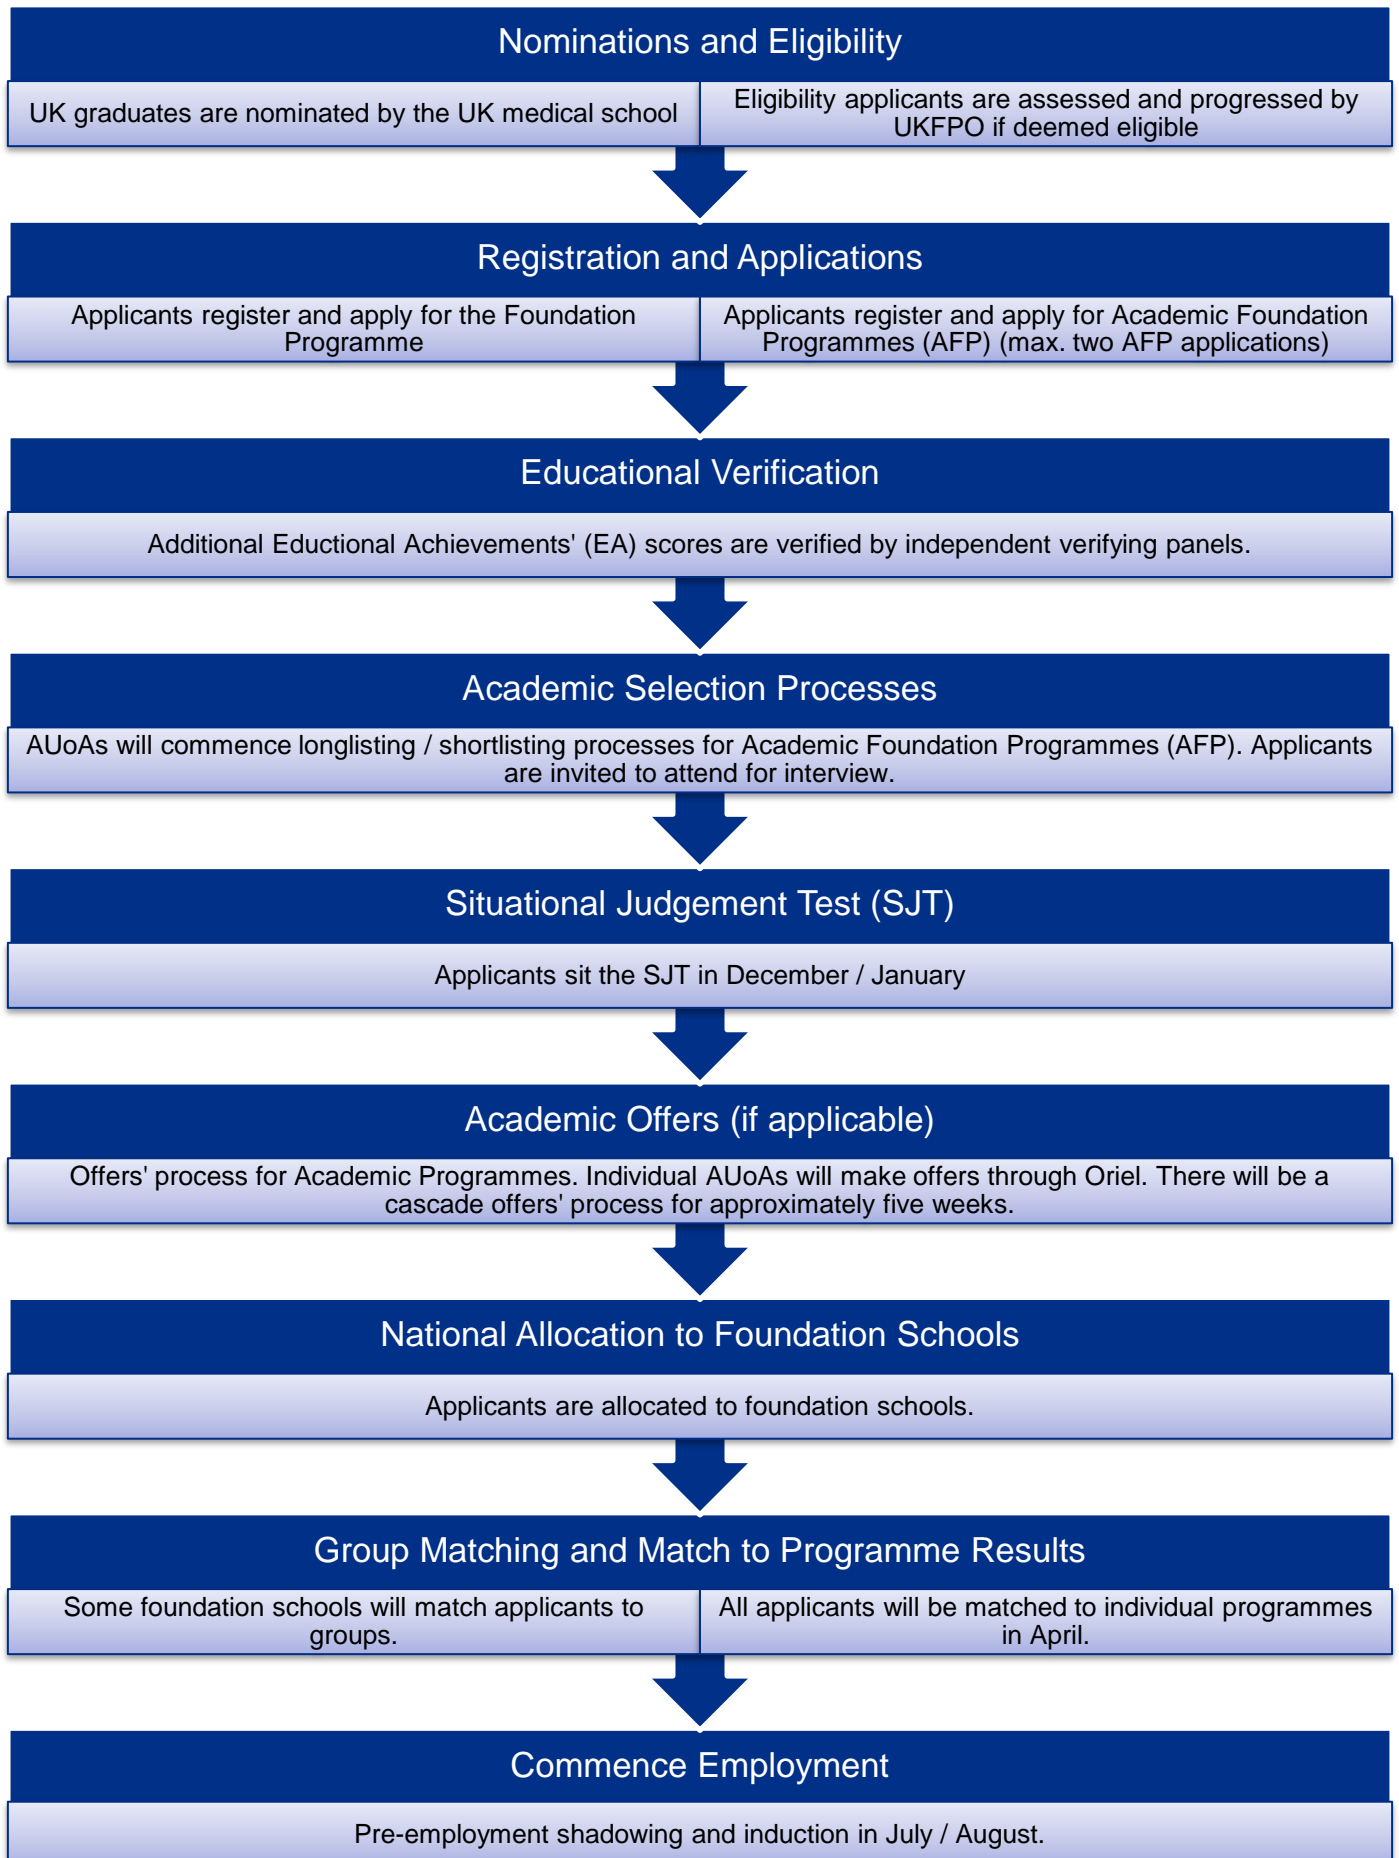 Nominations and Eligibility
UK graduates are nominated by the UK medical school
Eligibility applicants are assessed and progressed by
UKFPO if deemed eligible
Registration and Applications
Applicants register and apply for the Foundation
Programme
Applicants register and apply for Academic Foundation
Programmes (AFP) (max. two AFP applications)
Educational Verification
Additional Eductional Achievements' (EA) scores are verified by independent verifying panels.
Academic Selection Processes
AUoAs will commence longlisting / shortlisting processes for Academic Foundation Programmes (AFP). Applicants
are invited to attend for interview.
Situational Judgement Test (SJT)
Applicants sit the SJT in December / January
Academic Offers (if applicable)
Offers' process for Academic Programmes. Individual AUoAs will make offers through Oriel. There will be a
cascade offers' process for approximately five weeks.
National Allocation to Foundation Schools
Applicants are allocated to foundation schools.
Group Matching and Match to Programme Results
Some foundation schools will match applicants to
groups.
All applicants will be matched to individual programmes
in April.
Commence Employment
Pre-employment shadowing and induction in July / August.